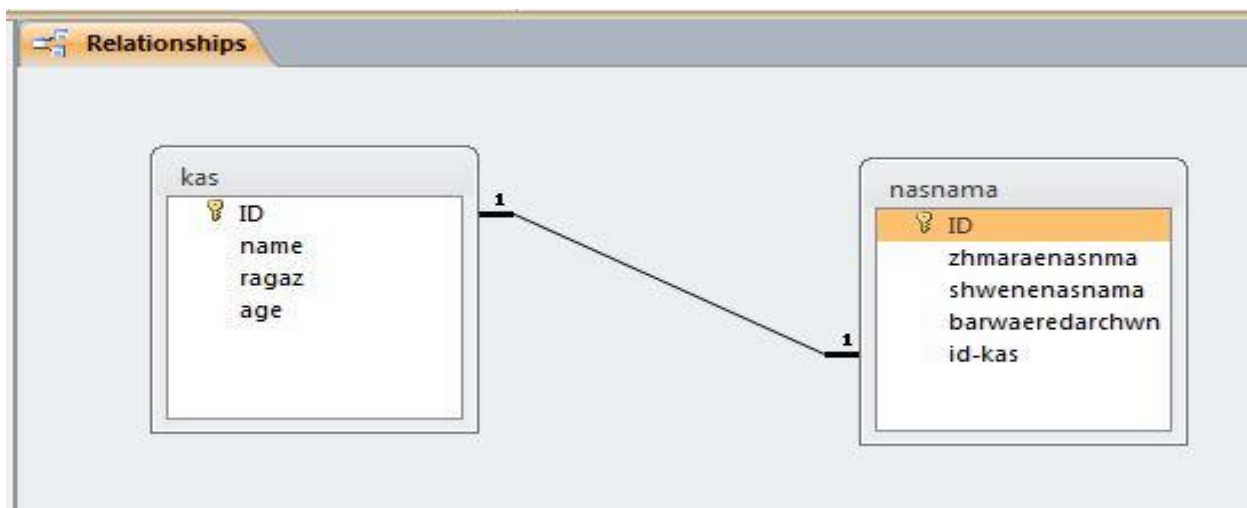 Relationships
kas
ID
name
ragaz
age
1
1
nasnama
ID
zhmaraenasnma
shwenenasnama
barwaeredarchwn
id-kas